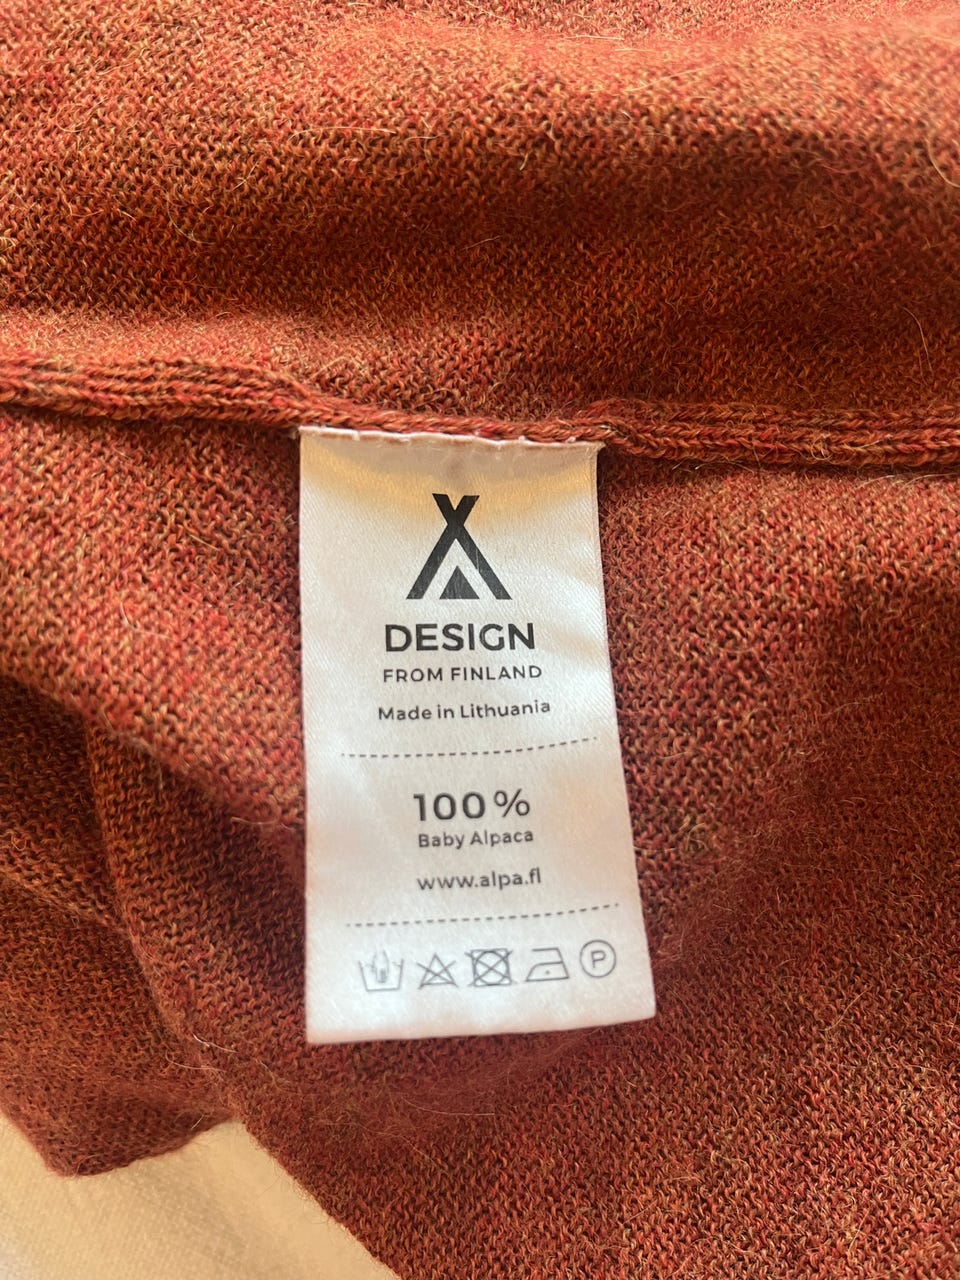 DESIGN
FROM FINLAND
Made in Lithuania
100%
Baby Alpaca
www.alpa.fi
P